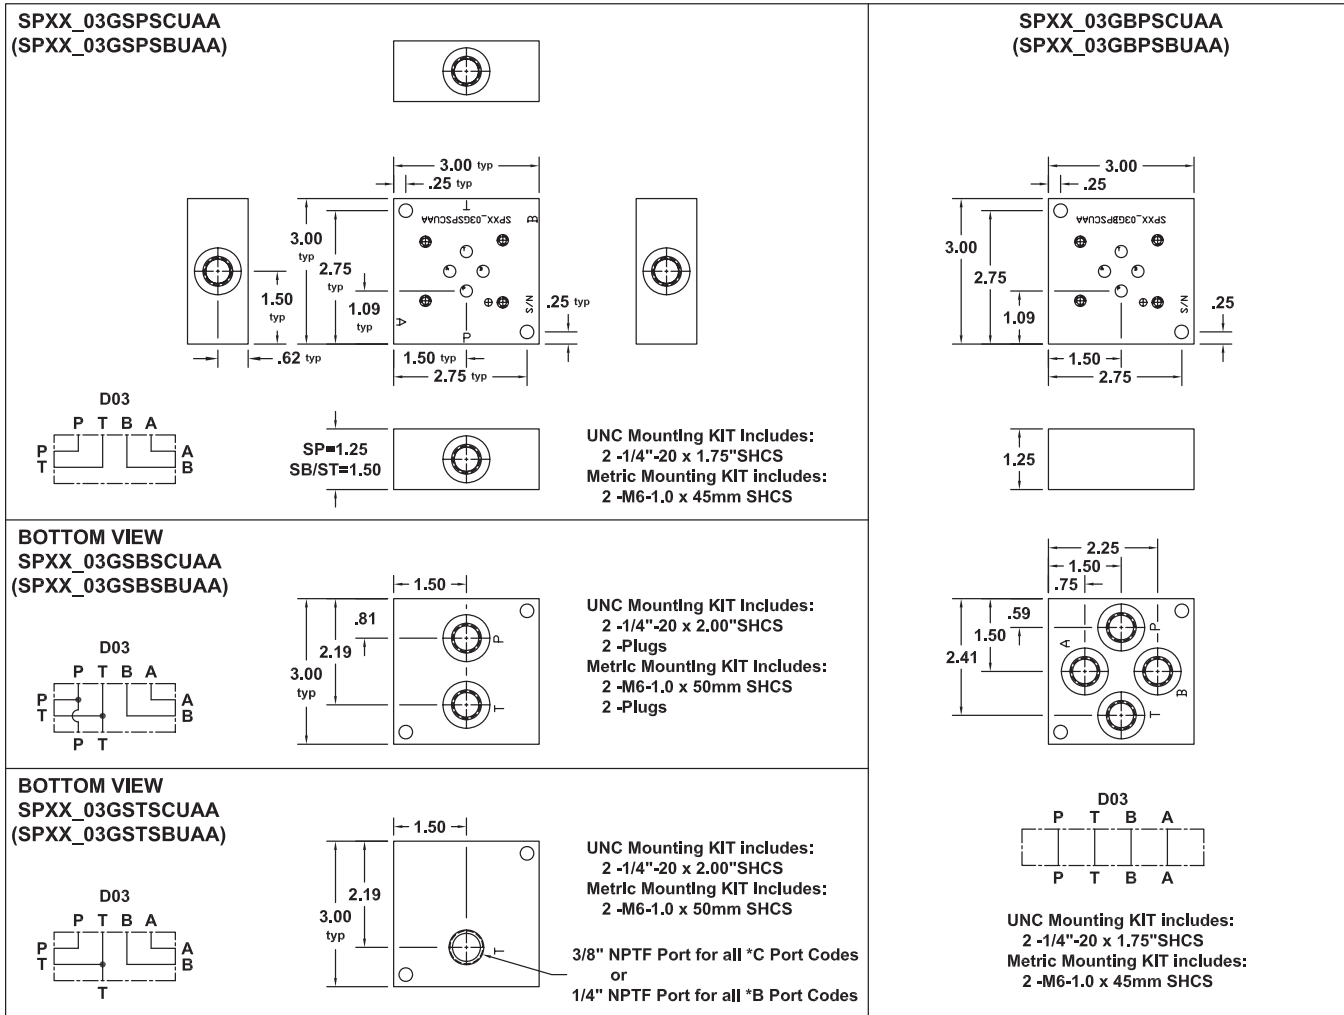 SPXX_03GSPSCUAA
(SPXX_03GSPSBUAA)
3.00 typ
.25 typ
SPXX_03GSPSCUAA
T
B
A
P
S/N
3.00
typ
2.75
typ
1.09
typ
1.50
typ
.62 typ
.25 typ
1.50 typ
2.75 typ
D03
P T B A
P
T
A
B
SP=1.25
SB/ST=1.50
UNC Mounting KIT Includes:
2 -1/4"-20 x 1.75"SHCS
Metric Mounting KIT includes:
2 -M6-1.0 x 45mm SHCS
BOTTOM VIEW
SPXX_03GSBSCUAA
(SPXX_03GSBSBUAA)
D03
P T B A
P
T
A
B
P T
1.50
.81
2.19
3.00
typ
P
T
UNC Mounting KIT Includes:
2 -1/4"-20 x 2.00"SHCS
2 -Plugs
Metric Mounting KIT Includes:
2 -M6-1.0 x 50mm SHCS
2 -Plugs
BOTTOM VIEW
SPXX_03GSTSCUAA
(SPXX_03GSTSBUAA)
D03
P T B A
P
T
A
B
T
1.50
2.19
3.00
typ
T
UNC Mounting KIT includes:
2 -1/4"-20 x 2.00"SHCS
Metric Mounting KIT Includes:
2 -M6-1.0 x 50mm SHCS
3/8" NPTF Port for all *C Port Codes
or
1/4" NPTF Port for all *B Port Codes
SPXX_03GBPSCUAA
(SPXX_03GBPSBUAA)
3.00
.25
SPXX_03GBPSCUAA
S/N
3.00
2.75
1.09
.25
1.50
2.75
1.25
2.25
1.50
.75
.59
1.50
2.41
P
A
B
T
D03
P T B A
P T B A
UNC Mounting KIT includes:
2 -1/4"-20 x 1.75"SHCS
Metric Mounting KIT includes:
2 -M6-1.0 x 45mm SHCS